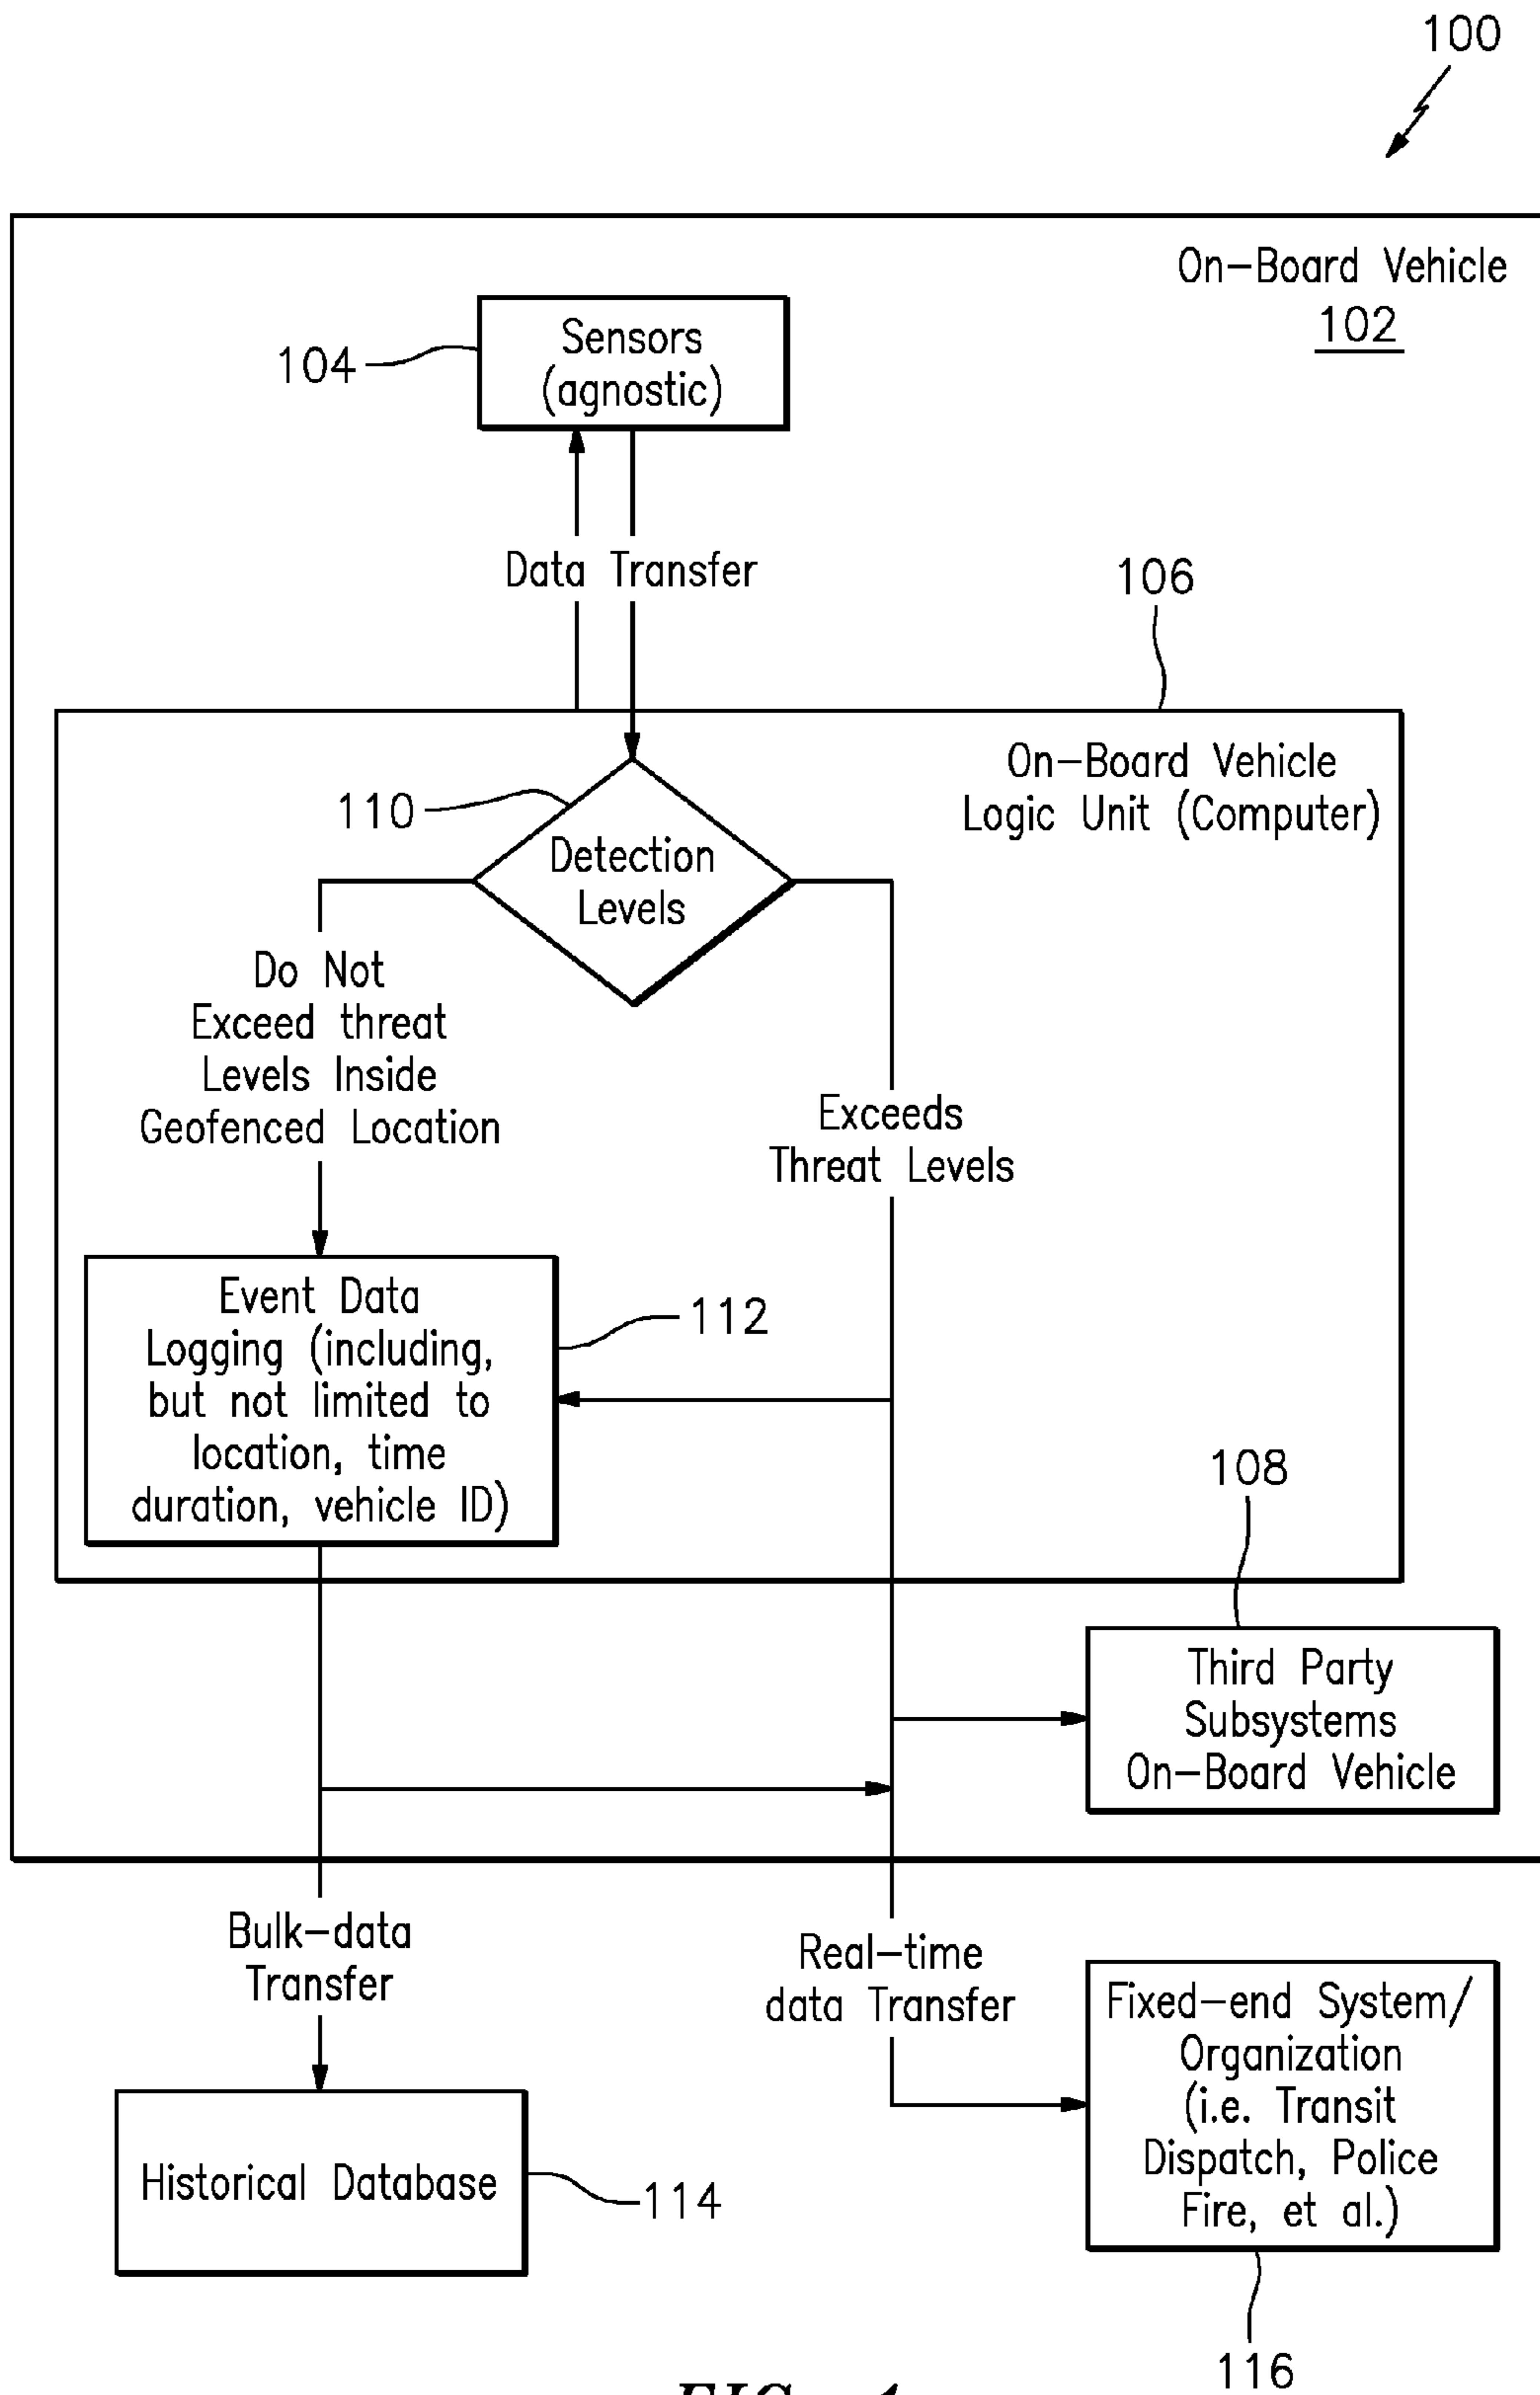 100
On-Board Vehicle
102
Sensors
(agnostic)
104
Data Transfer
106
On-Board Vehicle
Logic Unit (Computer)
110
Detection
Levels
Do Not
Exceed threat
Levels Inside
Geofenced Location
Exceeds
Threat Levels
Event Data
Logging (including,
but not limited to
location, time
duration, vehicle ID)
112
108
Third Party
Subsystems
On-Board Vehicle
Bulk-data
Transfer
Real-time
data Transfer
Fixed-end System/
Organization
(i.e. Transit
Dispatch, Police
Fire, et al.)
Historical Database
114
116